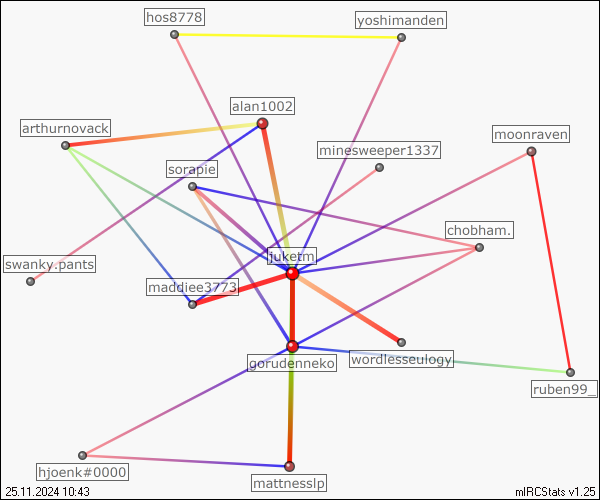 hos8778
yoshimanden
alan1002
arthurnovack
moonraven
minesweeper1337
sorapie
chobham.
juketm
swanky.pants
maddiee3773
wordlesseulogy
gorudenneko
ruben99_
hjoenk#0000
mattnesslp
25.11.2024 10:43
mIRCStats v1.25